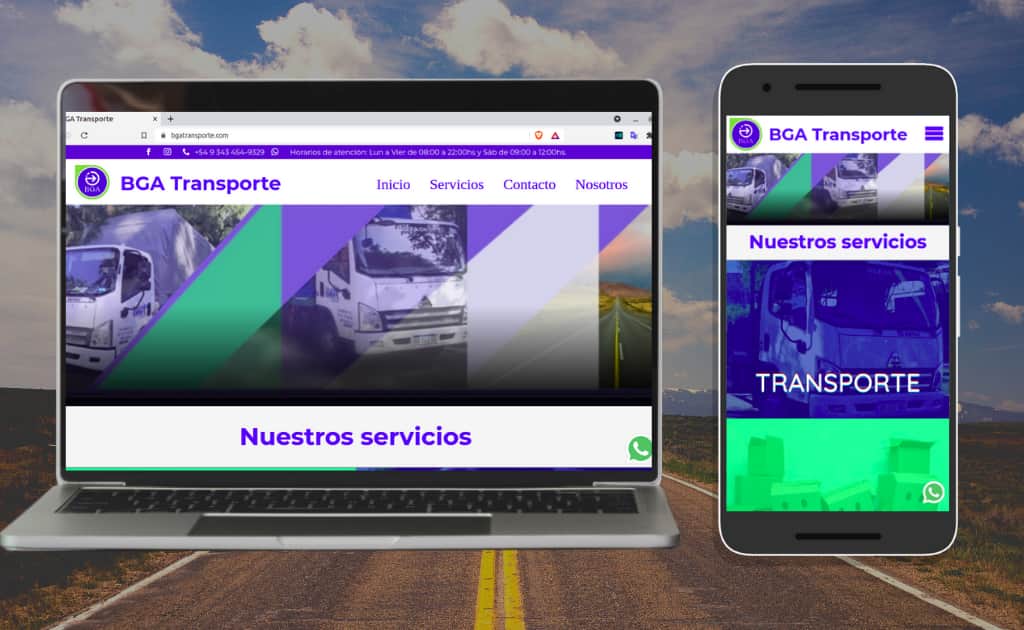 GA Transporte
bgatransporte.com
+54 9 343 454-9329 Horarios de atención: Lun a Vier de 08:00 a 22:00hs y Sáb de 09:00 a 12:00hs.
BGA
BGA Transporte
Inicio Servicios Contacto Nosotros
Nuestros servicios
BGA
BGA Transporte
Nuestros servicios
TRANSPORTE